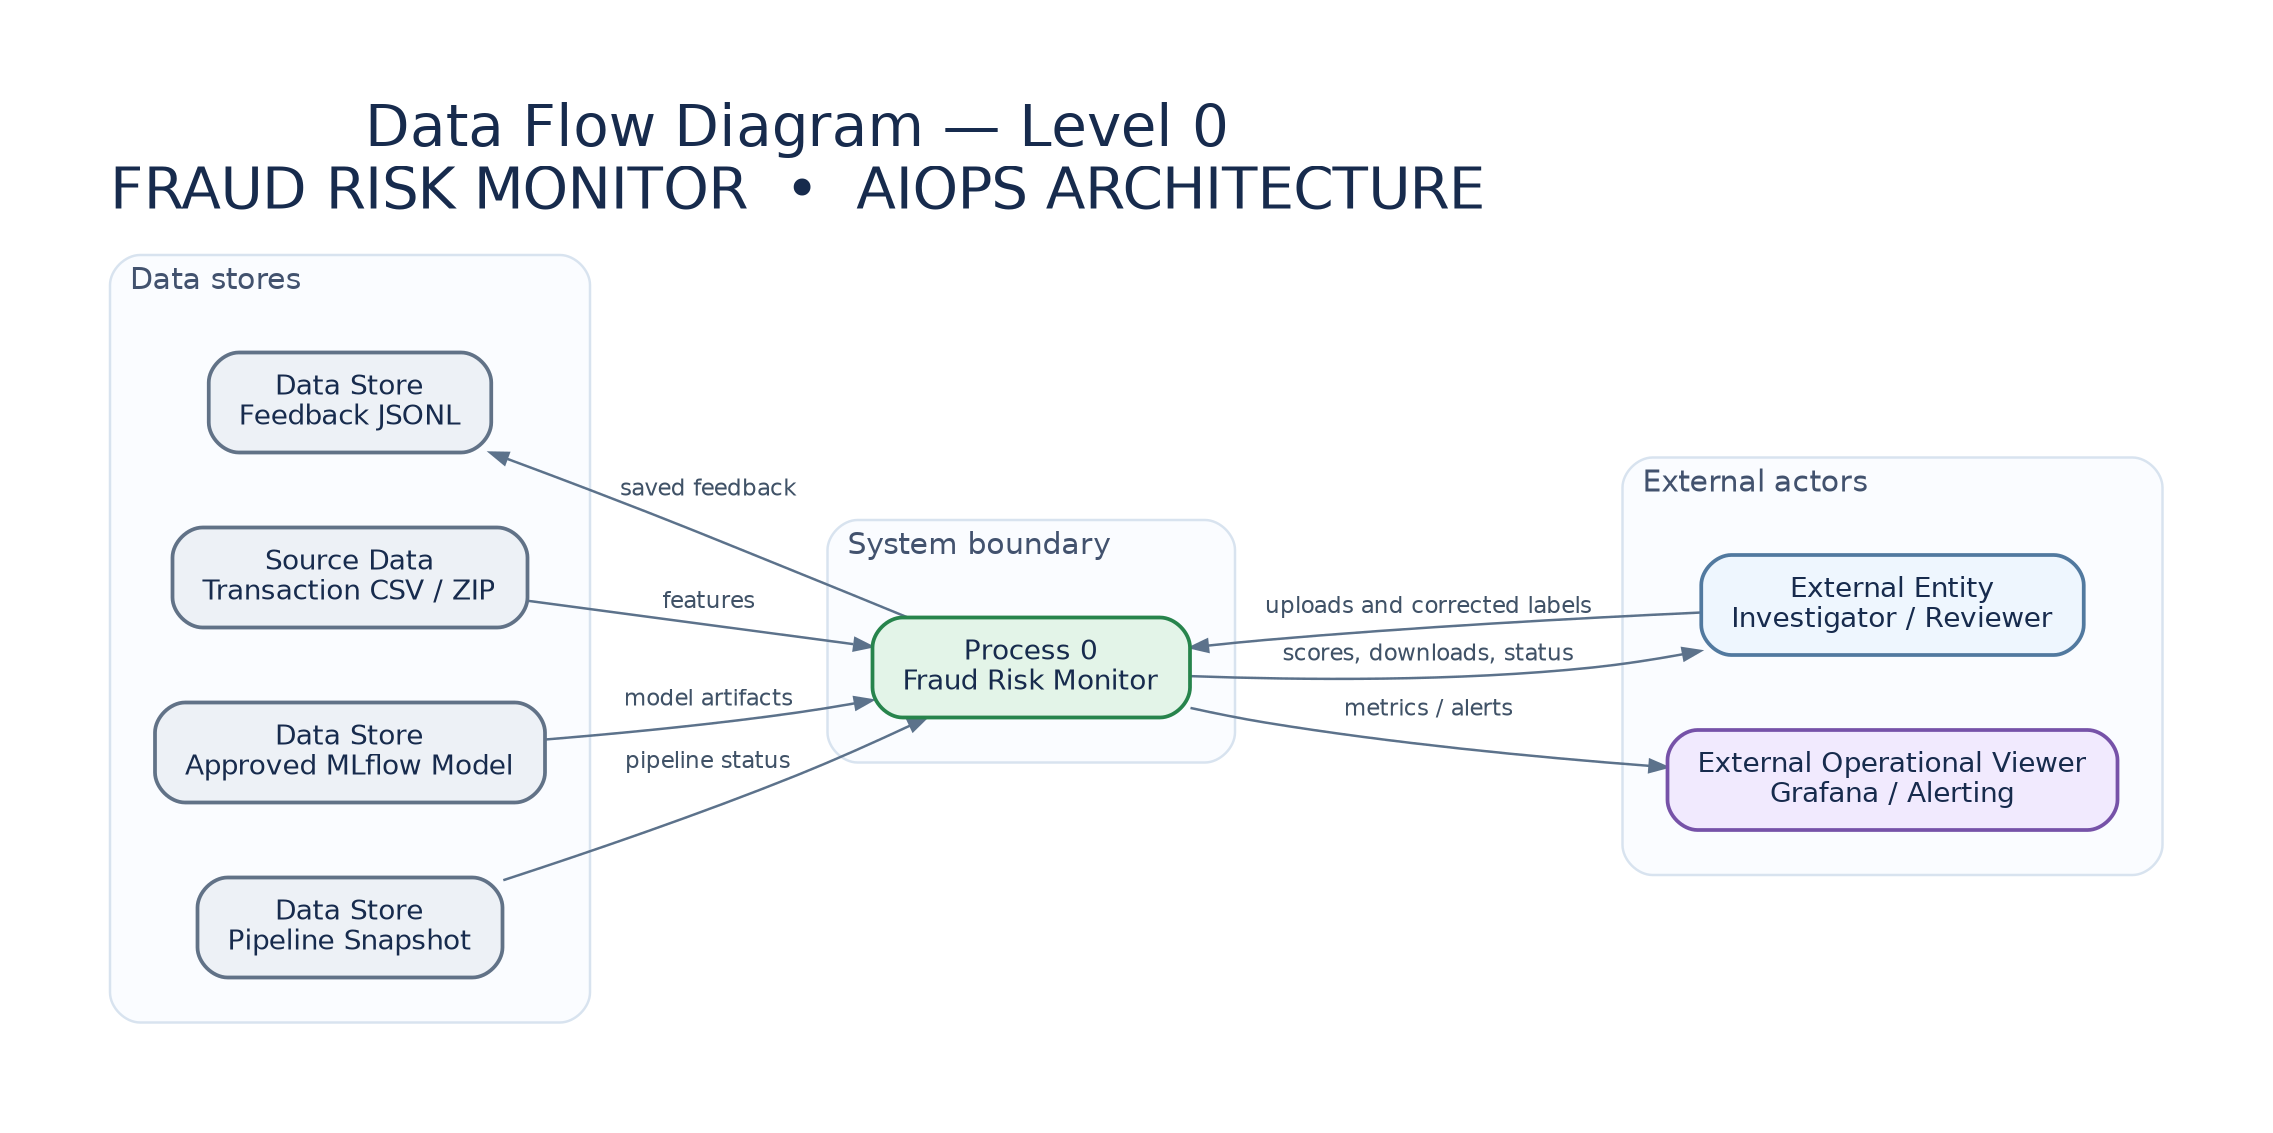 Data Flow Diagram — Level 0
FRAUD RISK MONITOR • AIOPS ARCHITECTURE
Data stores
Data Store
Feedback JSONL
Source Data
Transaction CSV / ZIP
Data Store
Approved MLflow Model
Data Store
Pipeline Snapshot
saved feedback
features
model artifacts
pipeline status
System boundary
Process 0
Fraud Risk Monitor
uploads and corrected labels
scores, downloads, status
metrics / alerts
External actors
External Entity
Investigator / Reviewer
External Operational Viewer
Grafana / Alerting